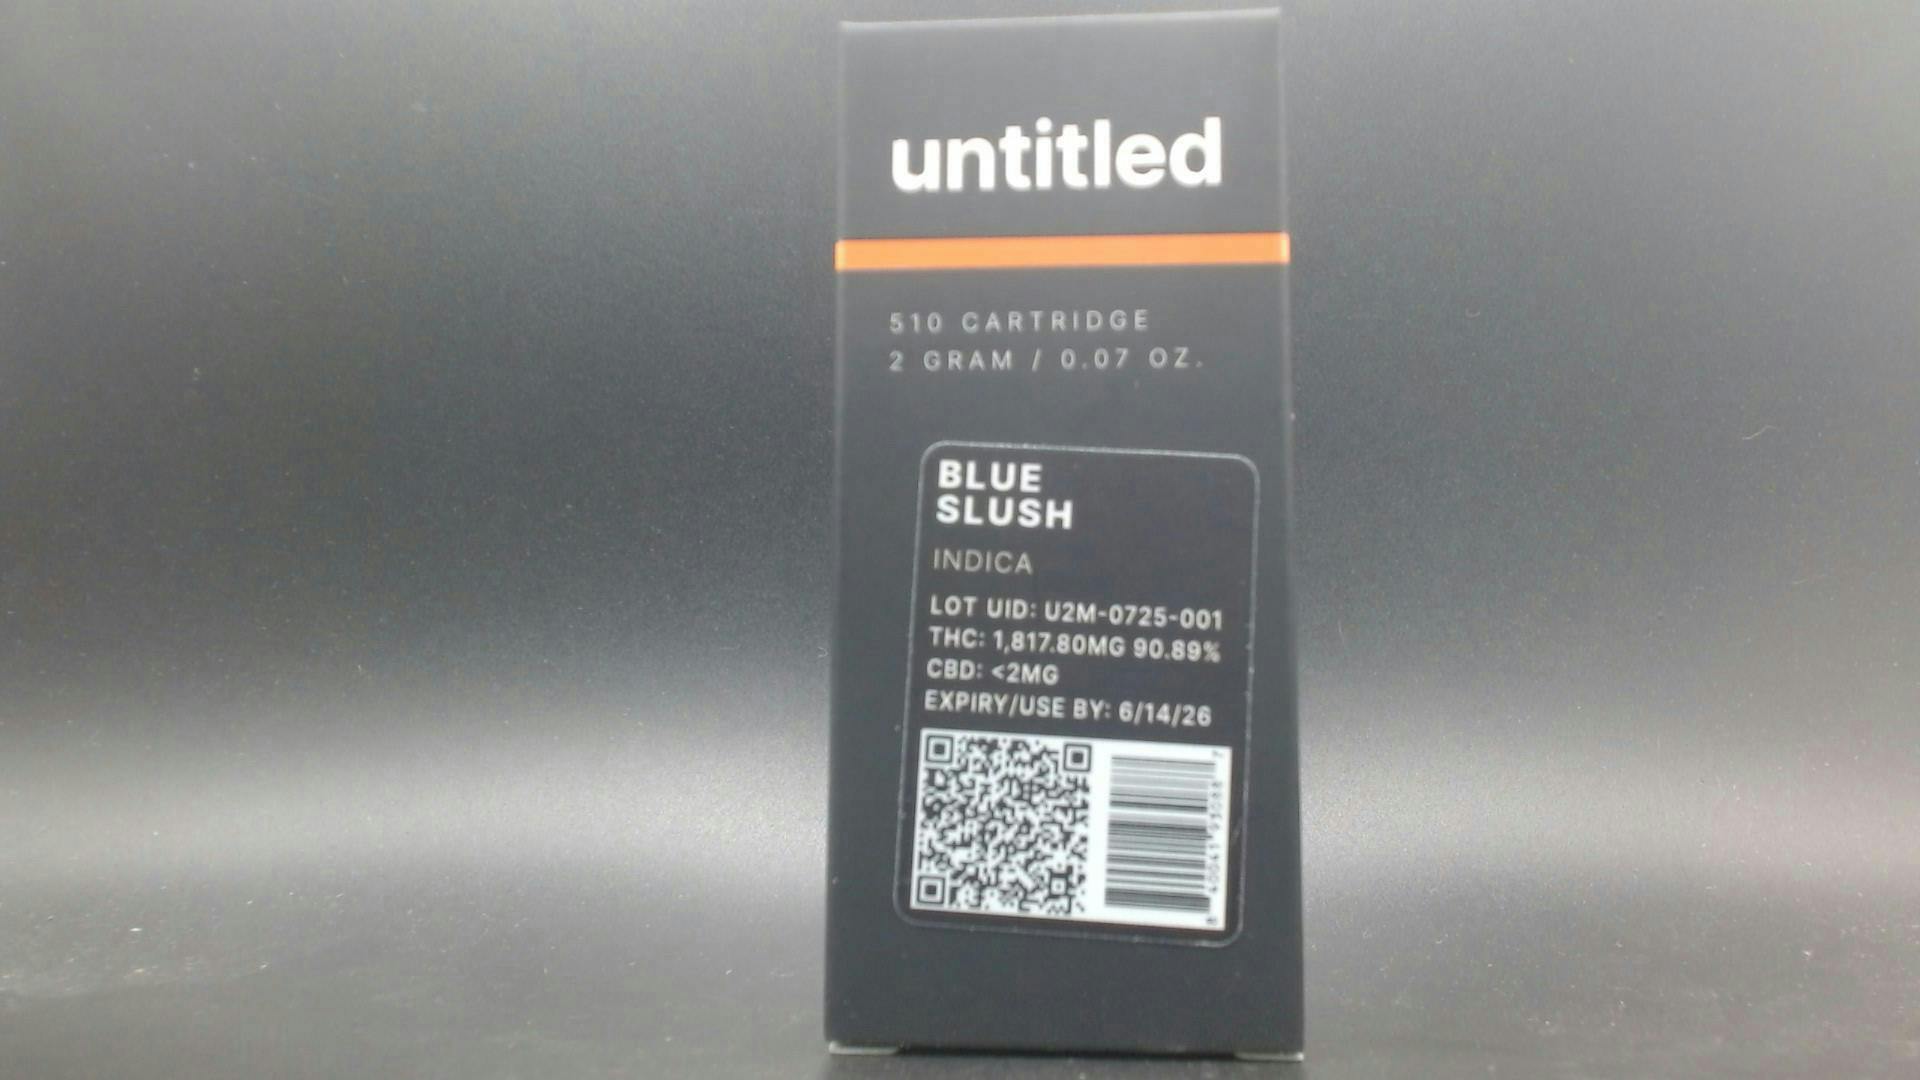 untitled
510 CARTRIDGE
2 GRAM / 0.07 OZ.
BLUE
SLUSH
INDICA
LOT UID: U2M-0725-001
THC: 1,817.80MG 90.89%
CBD: <2MG
EXPIRY/USE BY: 6/14/26